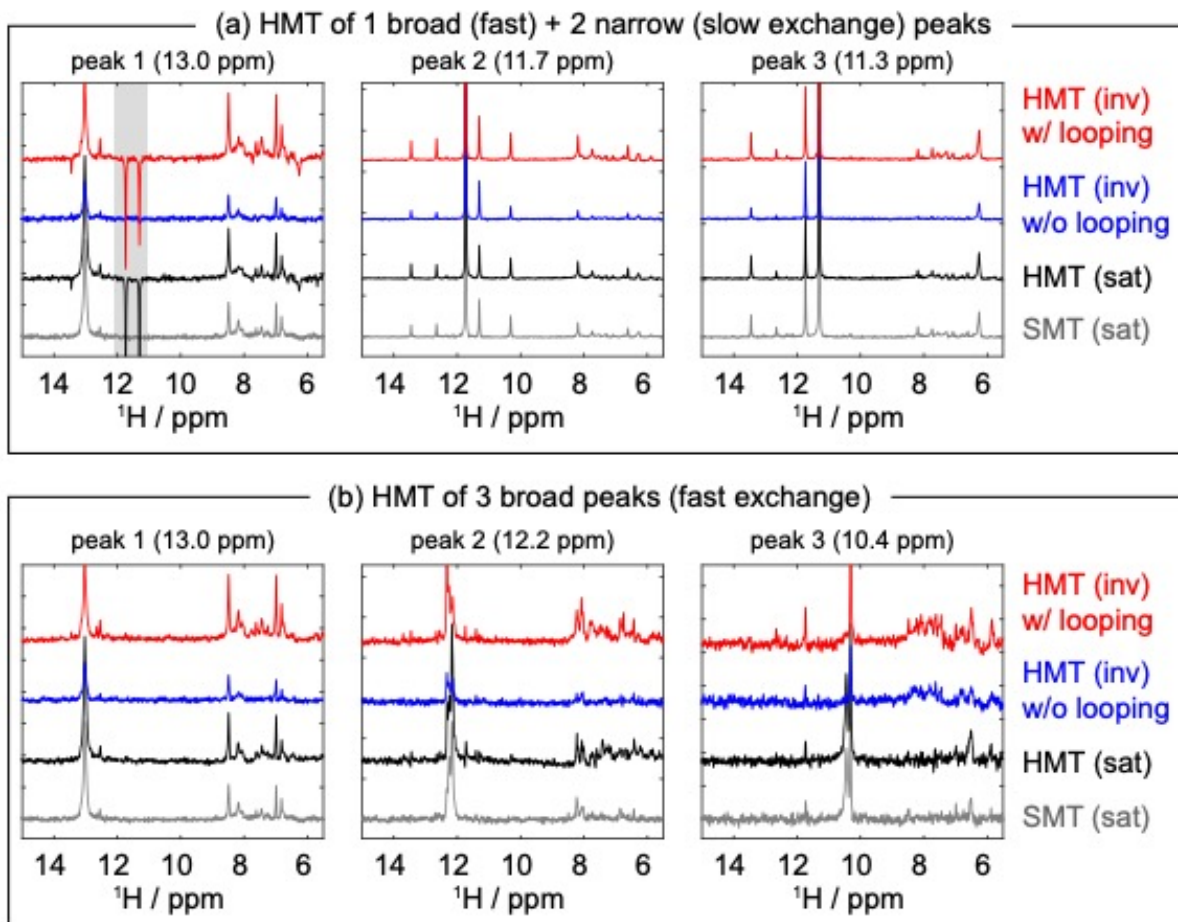 (a) HMT of 1 broad (fast) + 2 narrow (slow exchange) peaks
peak 1 (13.0 ppm)
peak 2 (11.7 ppm)
peak 3 (11.3 ppm)
HMT (inv)
w/ looping
HMT (inv)
w/o looping
HMT (sat)
SMT (sat)
14 12 10 8 6
14 12 10 8 6
14 12 10 8 6
¹H / ppm
¹H / ppm
¹H / ppm
(b) HMT of 3 broad peaks (fast exchange)
peak 1 (13.0 ppm)
peak 2 (12.2 ppm)
peak 3 (10.4 ppm)
HMT (inv)
w/ looping
HMT (inv)
w/o looping
HMT (sat)
SMT (sat)
14 12 10 8 6
14 12 10 8 6
14 12 10 8 6
¹H / ppm
¹H / ppm
¹H / ppm